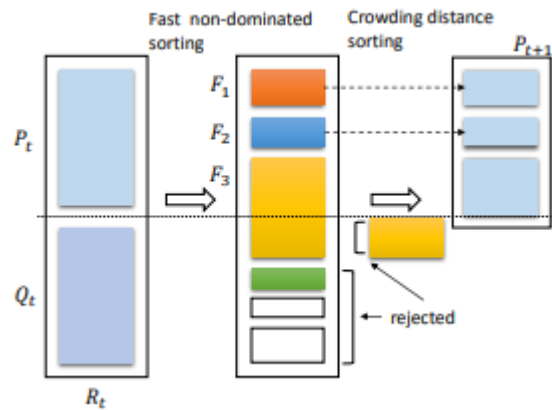 Fast non-dominated
sorting
Crowding distance
sorting
P_{t+1}
F_1
P_t
F_2
F_3
Q_t
rejected
R_t